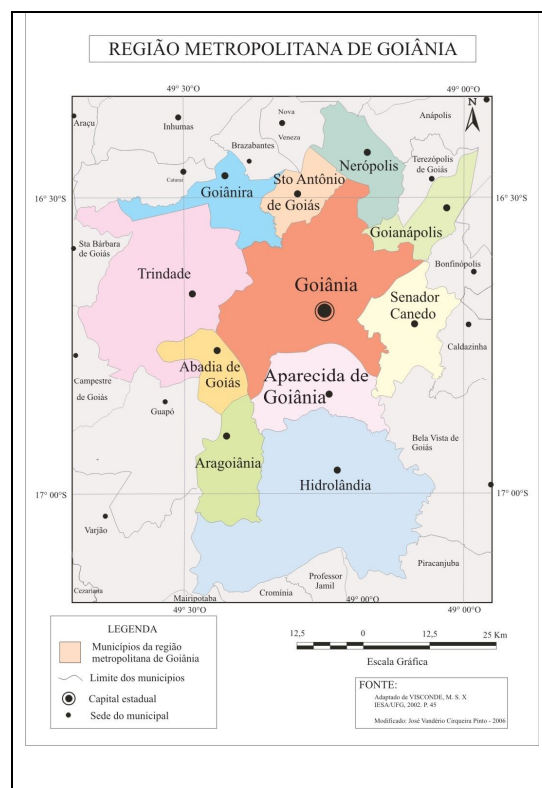 REGIÃO METROPOLITANA DE GOIÂNIA
49° 30'
49° 00'
N
Araçu
Inhumas
Nova
Veneza
Anápolis
Brazabantes
Nerópolis
Terezópolis
de Goiás
Caturaí
Goiânira
Sto Antônio
de Goiás
16° 30'
16° 30'S
Goianápolis
Sta Bárbara
de Goiás
Trindade
Bonfinópolis
Goiânia
Senador
Canedo
Caldazinha
Abadia de
Goiás
Aparecida de
Goiânia
Campestre
de Goiás
Guapó
Bela Vista de
Goiás
Aragoiânia
Hidrolândia
17° 00'S
17° 00'S
Varjão
Piracanjuba
Professor
Jamil
Cezariana
Mairipotaba
Cromínia
49° 30'
49° 00'
49° 00'
LEGENDA
Municípios da região
metropolitana de Goiânia
Limite dos municipios
Capital estadual
Sede do municipal
12,5 0 12,5 25 Km
Escala Gráfica
FONTE:
Adaptado de VISCONDE, M. S. X
IESA/UFG, 2002. P. 45
Modificado: José Vandério Cirqueira Pinto - 2006